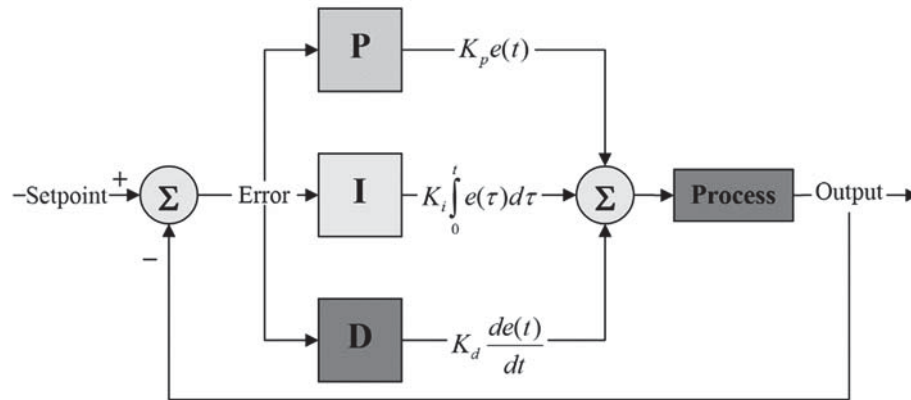 P
K_p e(t)
Setpoint
+
Σ
Error
I
K_i ∫_0^t e(τ)dτ
Σ
Process
Output
−
D
K_d de(t)/dt